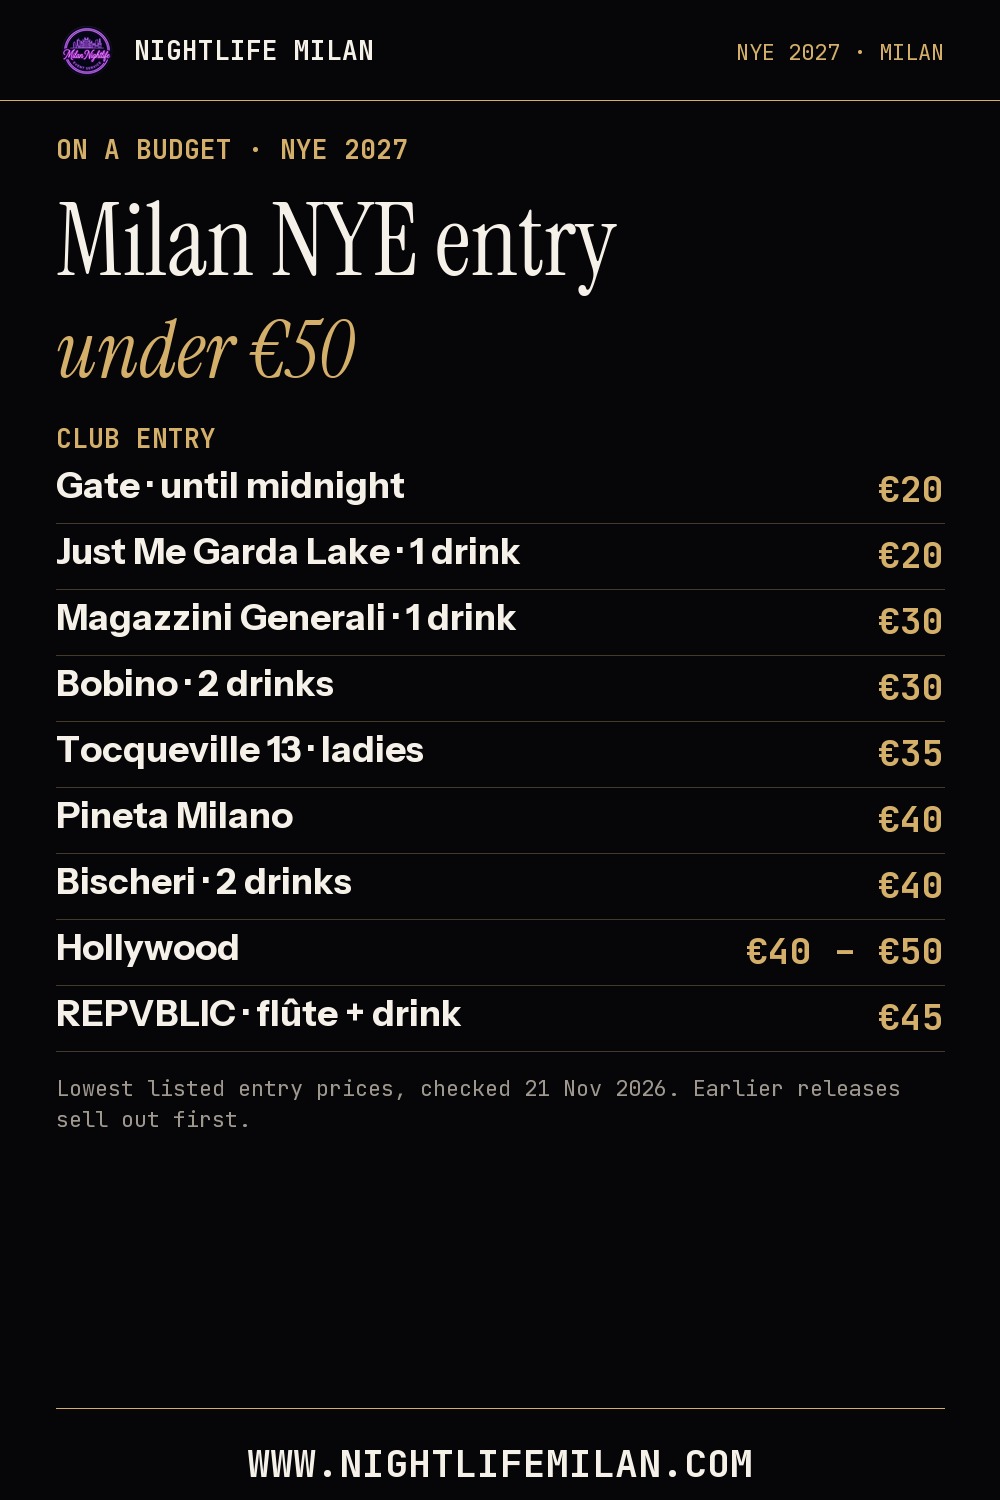 Milan Nightlife
NIGHTLIFE MILAN
NYE 2027 · MILAN
ON A BUDGET · NYE 2027
Milan NYE entry
under €50
CLUB ENTRY
Gate · until midnight €20
Just Me Garda Lake · 1 drink €20
Magazzini Generali · 1 drink €30
Bobino · 2 drinks €30
Tocqueville 13 · ladies €35
Pineta Milano €40
Bischeri · 2 drinks €40
Hollywood €40 – €50
REPVBLIC · flûte + drink €45
Lowest listed entry prices, checked 21 Nov 2026. Earlier releases
sell out first.
WWW.NIGHTLIFEMILAN.COM